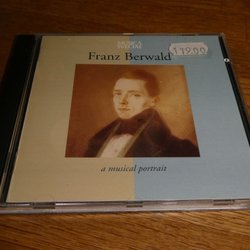 MUSICA
SVECIAE
119.00
Franz Berwald
a musical portrait